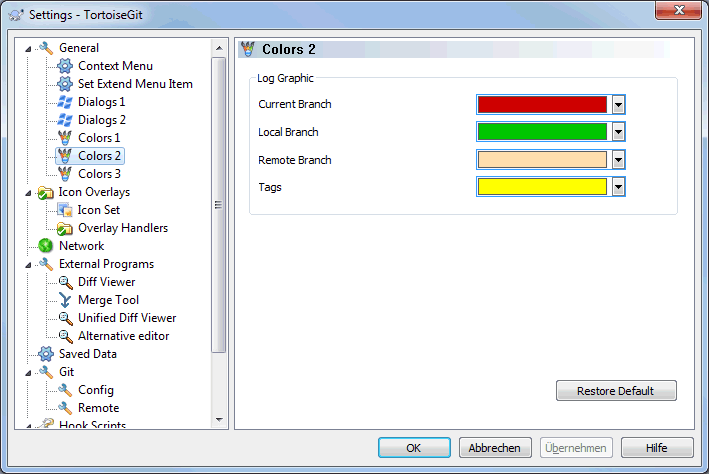 Settings - TortoiseGit
General
Context Menu
Set Extend Menu Item
Dialogs 1
Dialogs 2
Colors 1
Colors 2
Colors 3
Icon Overlays
Icon Set
Overlay Handlers
Network
External Programs
Diff Viewer
Merge Tool
Unified Diff Viewer
Alternative editor
Saved Data
Git
Config
Remote
Hook Scripts
Colors 2
Log Graphic
Current Branch
Local Branch
Remote Branch
Tags
Restore Default
OK
Abbrechen
Übernehmen
Hilfe